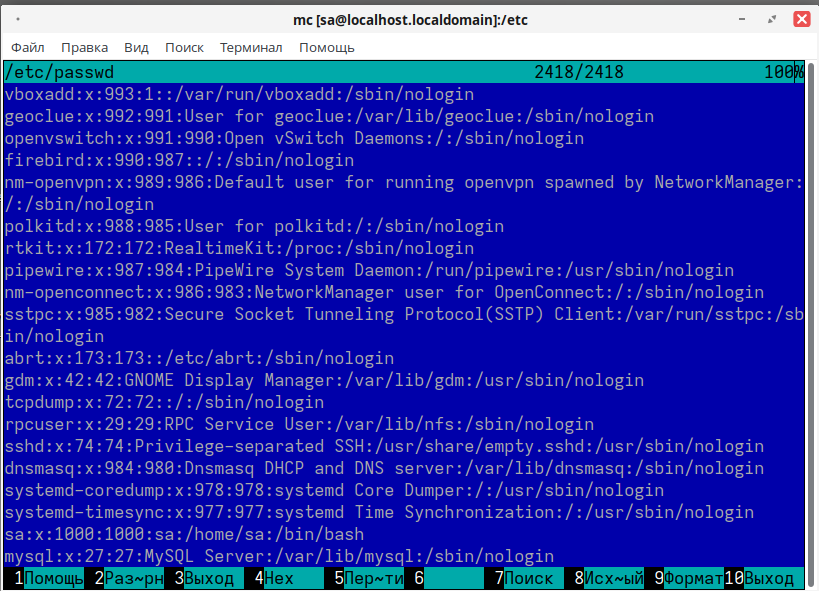 mc [sa@localhost.localdomain]:/etc
Файл Правка Вид Поиск Терминал Помощь
/etc/passwd 2418/2418 100%
vboxadd:x:993:1::/var/run/vboxadd:/sbin/nologin
geoclue:x:992:991:User for geoclue:/var/lib/geoclue:/sbin/nologin
openvswitch:x:991:990:Open vSwitch Daemons:/:/sbin/nologin
firebird:x:990:987::/:/sbin/nologin
nm-openvpn:x:989:986:Default user for running openvpn spawned by NetworkManager:
/:/sbin/nologin
polkitd:x:988:985:User for polkitd:/:/sbin/nologin
rtkit:x:172:172:RealtimeKit:/proc:/sbin/nologin
pipewire:x:987:984:PipeWire System Daemon:/run/pipewire:/usr/sbin/nologin
nm-openconnect:x:986:983:NetworkManager user for OpenConnect:/:/sbin/nologin
sstpc:x:985:982:Secure Socket Tunneling Protocol(SSTP) Client:/var/run/sstpc:/sb
in/nologin
abrt:x:173:173::/etc/abrt:/sbin/nologin
gdm:x:42:42:GNOME Display Manager:/var/lib/gdm:/usr/sbin/nologin
tcpdump:x:72:72::/:/sbin/nologin
rpcuser:x:29:29:RPC Service User:/var/lib/nfs:/sbin/nologin
sshd:x:74:74:Privilege-separated SSH:/usr/share/empty.sshd:/usr/sbin/nologin
dnsmasq:x:984:980:Dnsmasq DHCP and DNS server:/var/lib/dnsmasq:/sbin/nologin
systemd-coredump:x:978:978:systemd Core Dumper:/:/usr/sbin/nologin
systemd-timesync:x:977:977:systemd Time Synchronization:/:/usr/sbin/nologin
sa:x:1000:1000:sa:/home/sa:/bin/bash
mysql:x:27:27:MySQL Server:/var/lib/mysql:/sbin/nologin
1Помощь 2Раз~рн 3Выход 4Hex 5Пер~ти 6 7Поиск 8Исх~ый 9Формат 10Выход